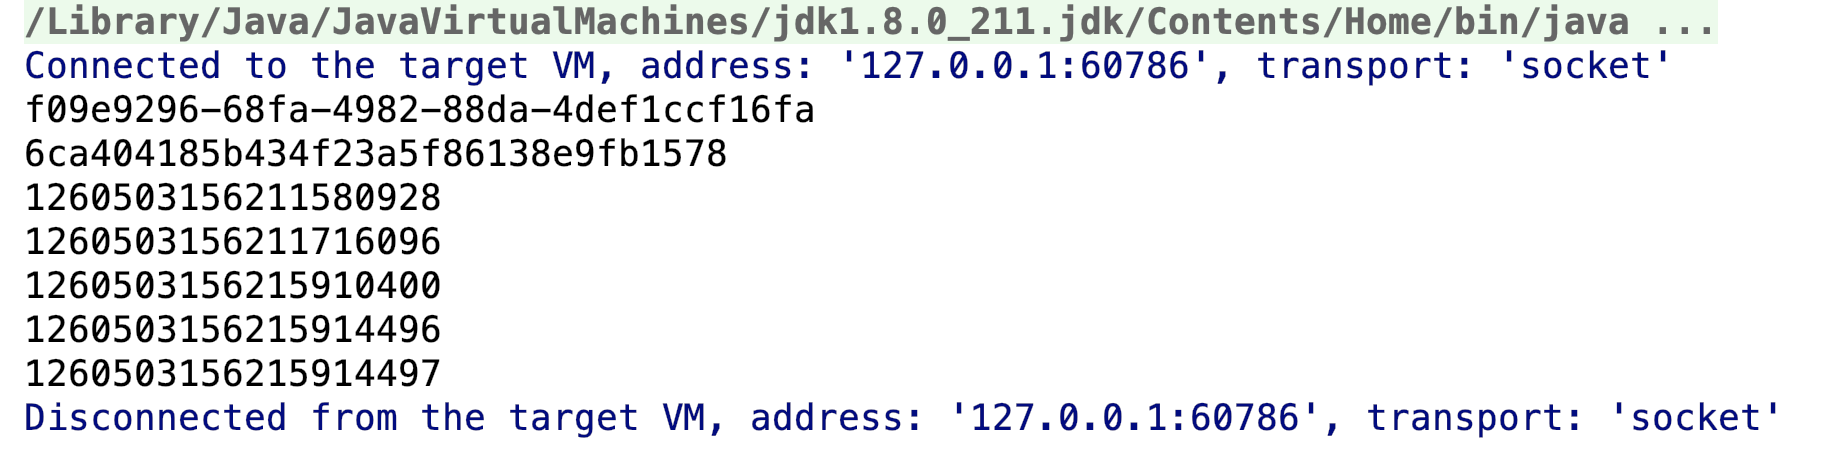 /Library/Java/JavaVirtualMachines/jdk1.8.0_211.jdk/Contents/Home/bin/java ...
Connected to the target VM, address: '127.0.0.1:60786', transport: 'socket'
f09e9296-68fa-4982-88da-4def1ccf16fa
6ca404185b434f23a5f86138e9fb1578
1260503156211580928
1260503156211716096
1260503156215910400
1260503156215914496
1260503156215914497
Disconnected from the target VM, address: '127.0.0.1:60786', transport: 'socket'